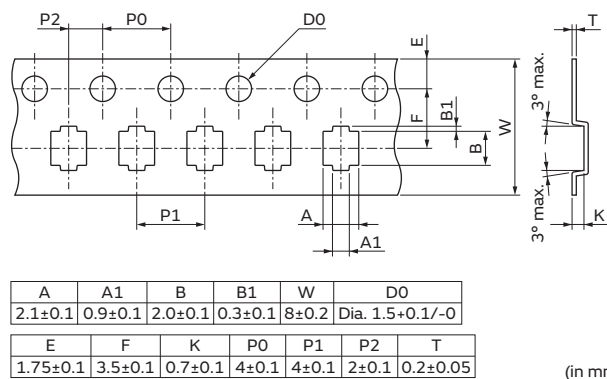 P2 P0 D0 E T
3° max.
B1
F
W
B
P1
A
A1
3° max.
K
A A1 B B1 W D0
2.1±0.1 0.9±0.1 2.0±0.1 0.3±0.1 8±0.2 Dia. 1.5+0.1/-0
E F K P0 P1 P2 T
1.75±0.1 3.5±0.1 0.7±0.1 4±0.1 4±0.1 2±0.1 0.2±0.05
(in mm